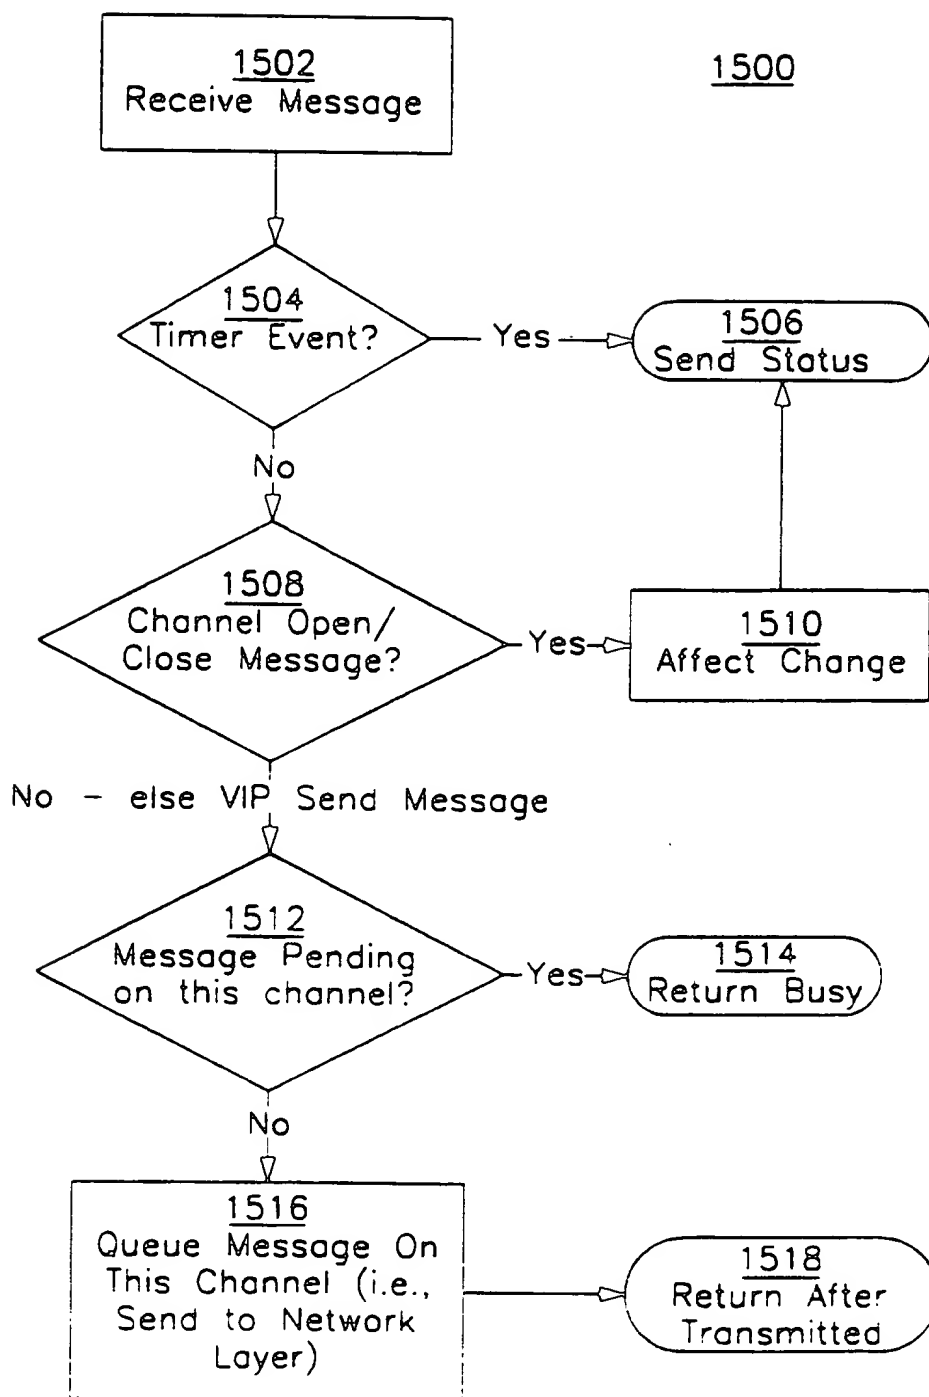 1502
Receive Message
1500
1504
Timer Event?
Yes
1506
Send Status
No
1508
Channel Open/
Close Message?
Yes
1510
Affect Change
No - else VIP Send Message
1512
Message Pending
on this channel?
Yes
1514
Return Busy
No
1516
Queue Message On
This Channel (i.e.,
Send to Network
Layer)
1518
Return After
Transmitted